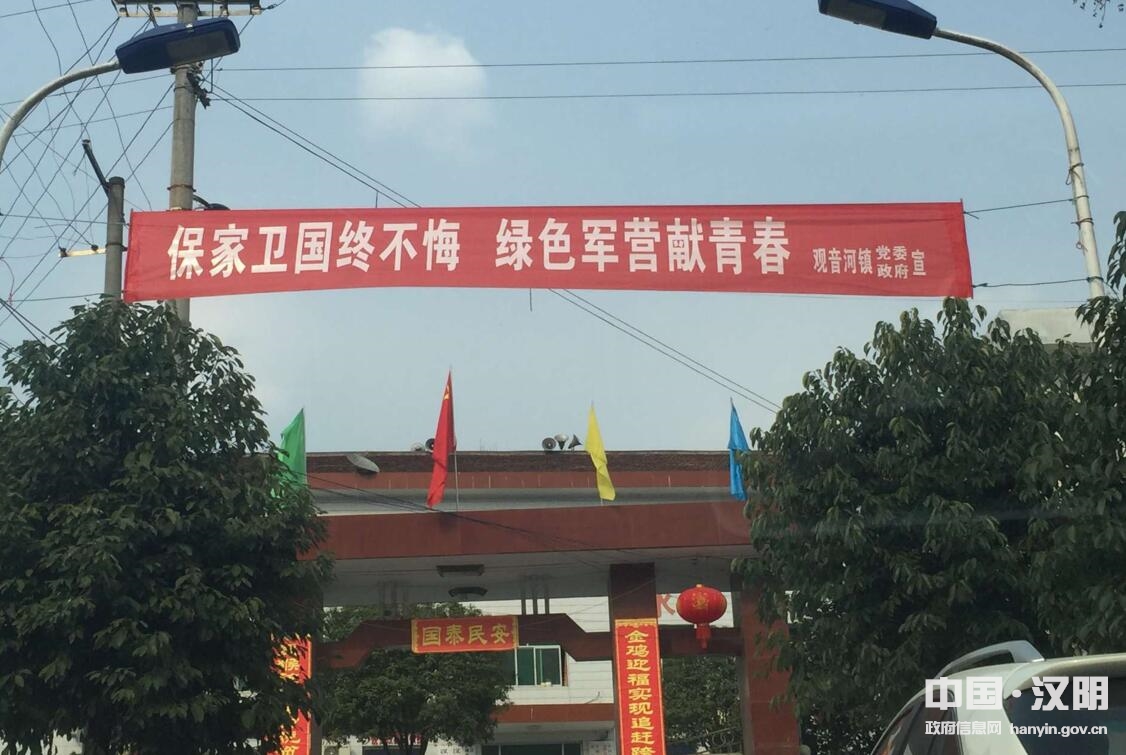 保家卫国终不悔 绿色军营献青春 观音河镇 党委 政府 宣
国泰民安
金鸡迎福实现追赶跨
中国·汉阴
政府信息网 hanyin.gov.cn